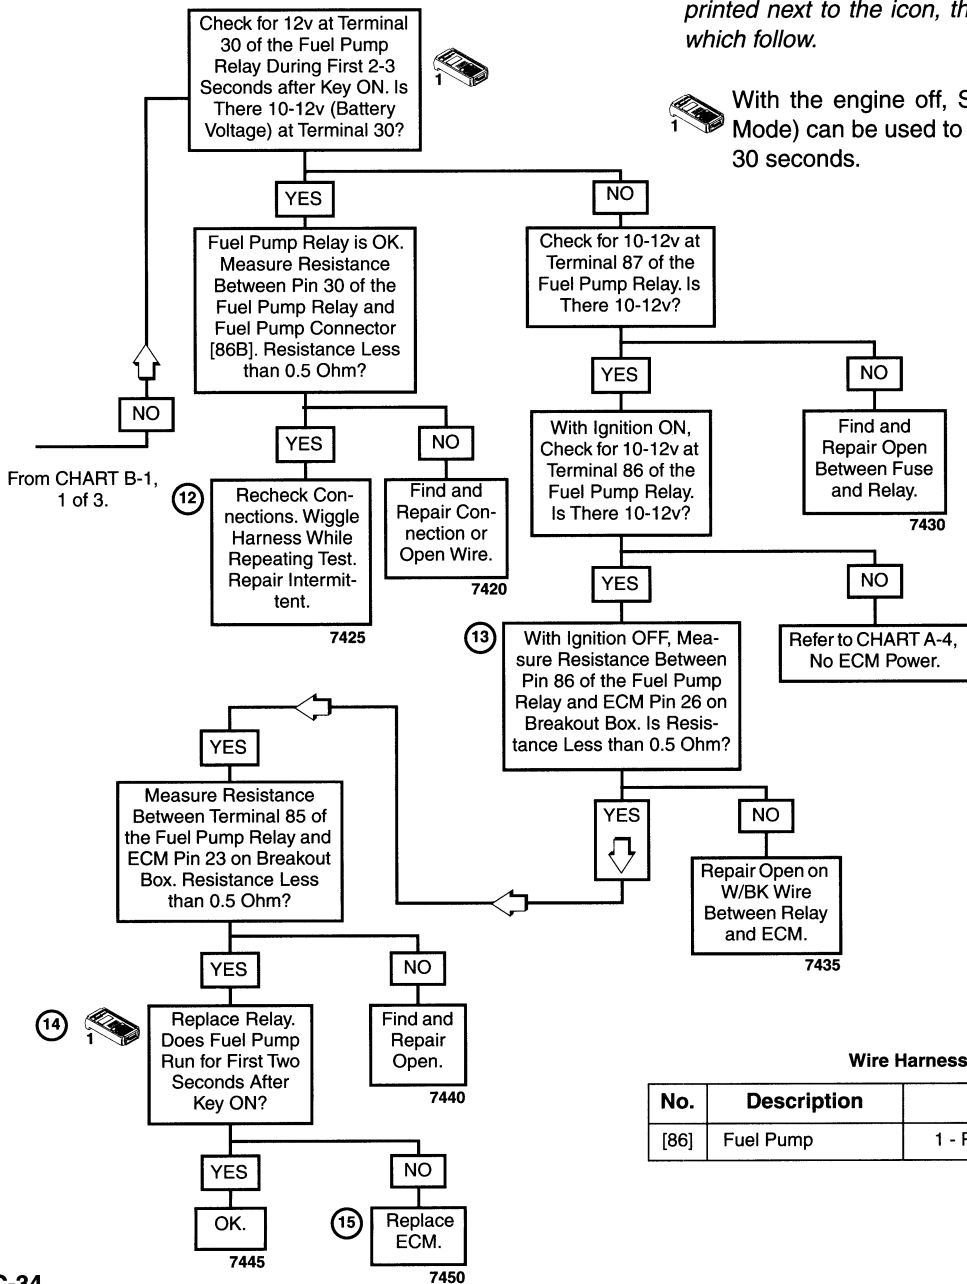 Check for 12v at Terminal
30 of the Fuel Pump
Relay During First 2-3
Seconds after Key ON. Is
There 10-12v (Battery
Voltage) at Terminal 30?
1
printed next to the icon, th
which follow.
1
With the engine off, S
Mode) can be used to
30 seconds.
YES
NO
Fuel Pump Relay is OK.
Measure Resistance
Between Pin 30 of the
Fuel Pump Relay and
Fuel Pump Connector
[86B]. Resistance Less
than 0.5 Ohm?
Check for 10-12v at
Terminal 87 of the
Fuel Pump Relay. Is
There 10-12v?
NO
From CHART B-1,
1 of 3.
YES
NO
YES
NO
12
Recheck Con-
nections. Wiggle
Harness While
Repeating Test.
Repair Intermit-
tent.
7425
Find and
Repair Con-
nection or
Open Wire.
7420
With Ignition ON,
Check for 10-12v at
Terminal 86 of the
Fuel Pump Relay.
Is There 10-12v?
Find and
Repair Open
Between Fuse
and Relay.
7430
YES
NO
13
With Ignition OFF, Mea-
sure Resistance Between
Pin 86 of the Fuel Pump
Relay and ECM Pin 26 on
Breakout Box. Is Resis-
tance Less than 0.5 Ohm?
Refer to CHART A-4,
No ECM Power.
YES
NO
Repair Open on
W/BK Wire
Between Relay
and ECM.
7435
YES
Measure Resistance
Between Terminal 85 of
the Fuel Pump Relay and
ECM Pin 23 on Breakout
Box. Resistance Less
than 0.5 Ohm?
YES
NO
14
1
Replace Relay.
Does Fuel Pump
Run for First Two
Seconds After
Key ON?
Find and
Repair
Open.
7440
YES
NO
OK.
7445
15
Replace
ECM.
7450
Wire Harness
No. Description
[86] Fuel Pump 1 - F
C-34